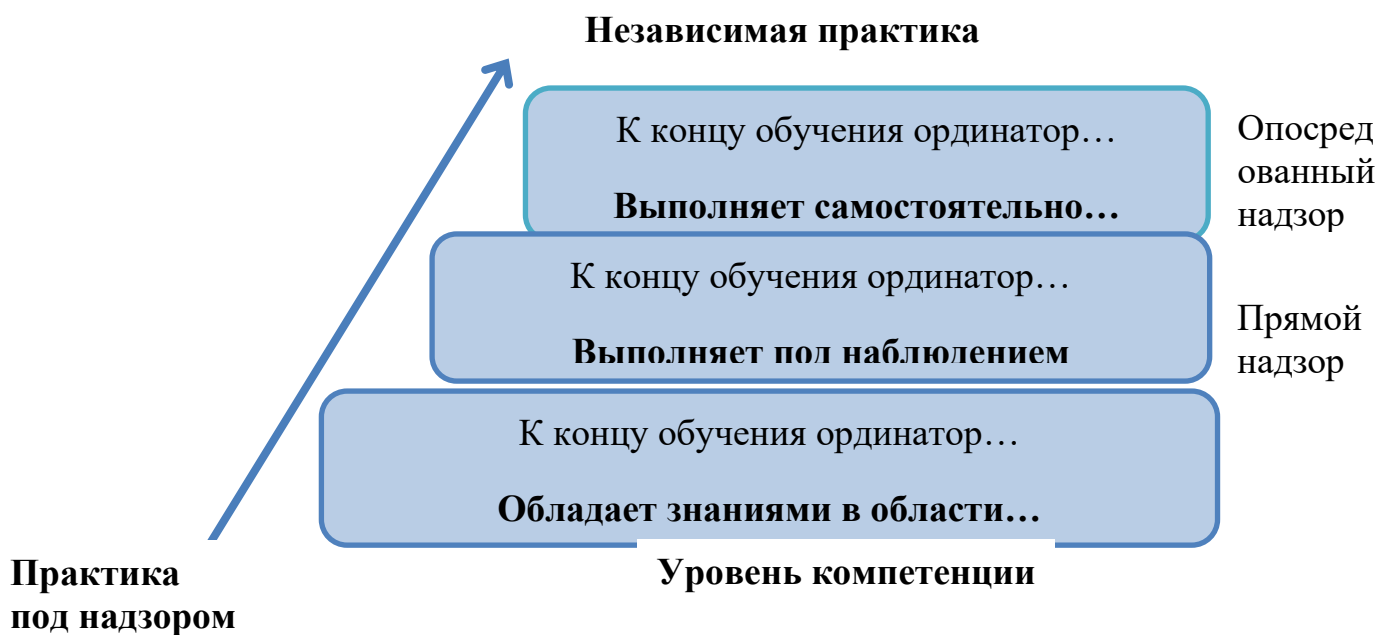 Независимая практика
К концу обучения ординатор…
Выполняет самостоятельно…
Опосред
ованный
надзор
К концу обучения ординатор…
Выполняет под наблюдением
Прямой
надзор
К концу обучения ординатор…
Обладает знаниями в области…
Практика
под надзором
Уровень компетенции